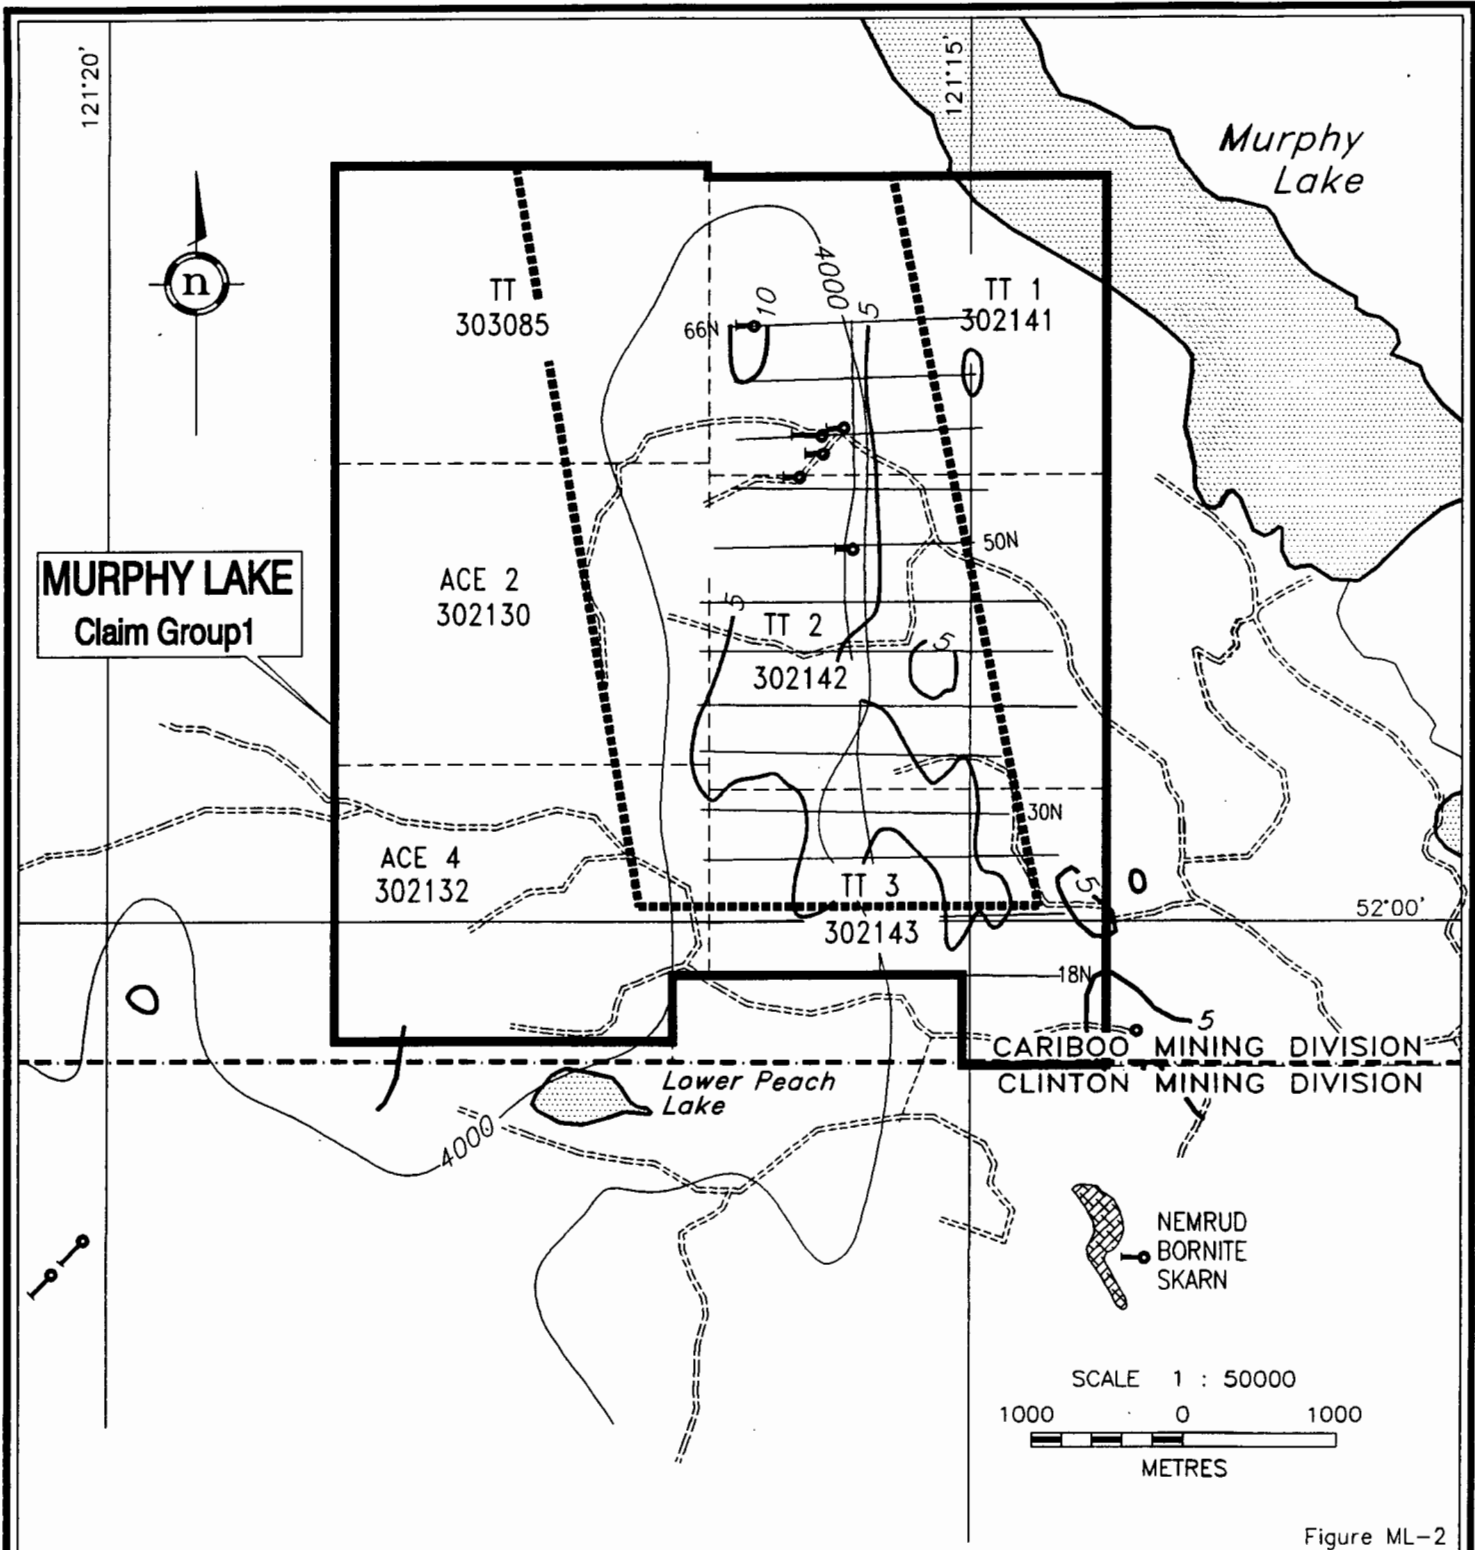 121°20'
121°15'
Murphy
Lake
n
TT
303085
4000
10
5
TT 1
302141
66N
50N
MURPHY LAKE
Claim Group1
ACE 2
302130
5
TT 2
302142
5
30N
ACE 4
302132
TT 3
302143
5
52°00'
18N
5
CARIBOO MINING DIVISION
CLINTON MINING DIVISION
Lower Peach
Lake
4000
NEMRUD
BORNITE
SKARN
SCALE 1 : 50000
1000 0 1000
METRES
Figure ML-2